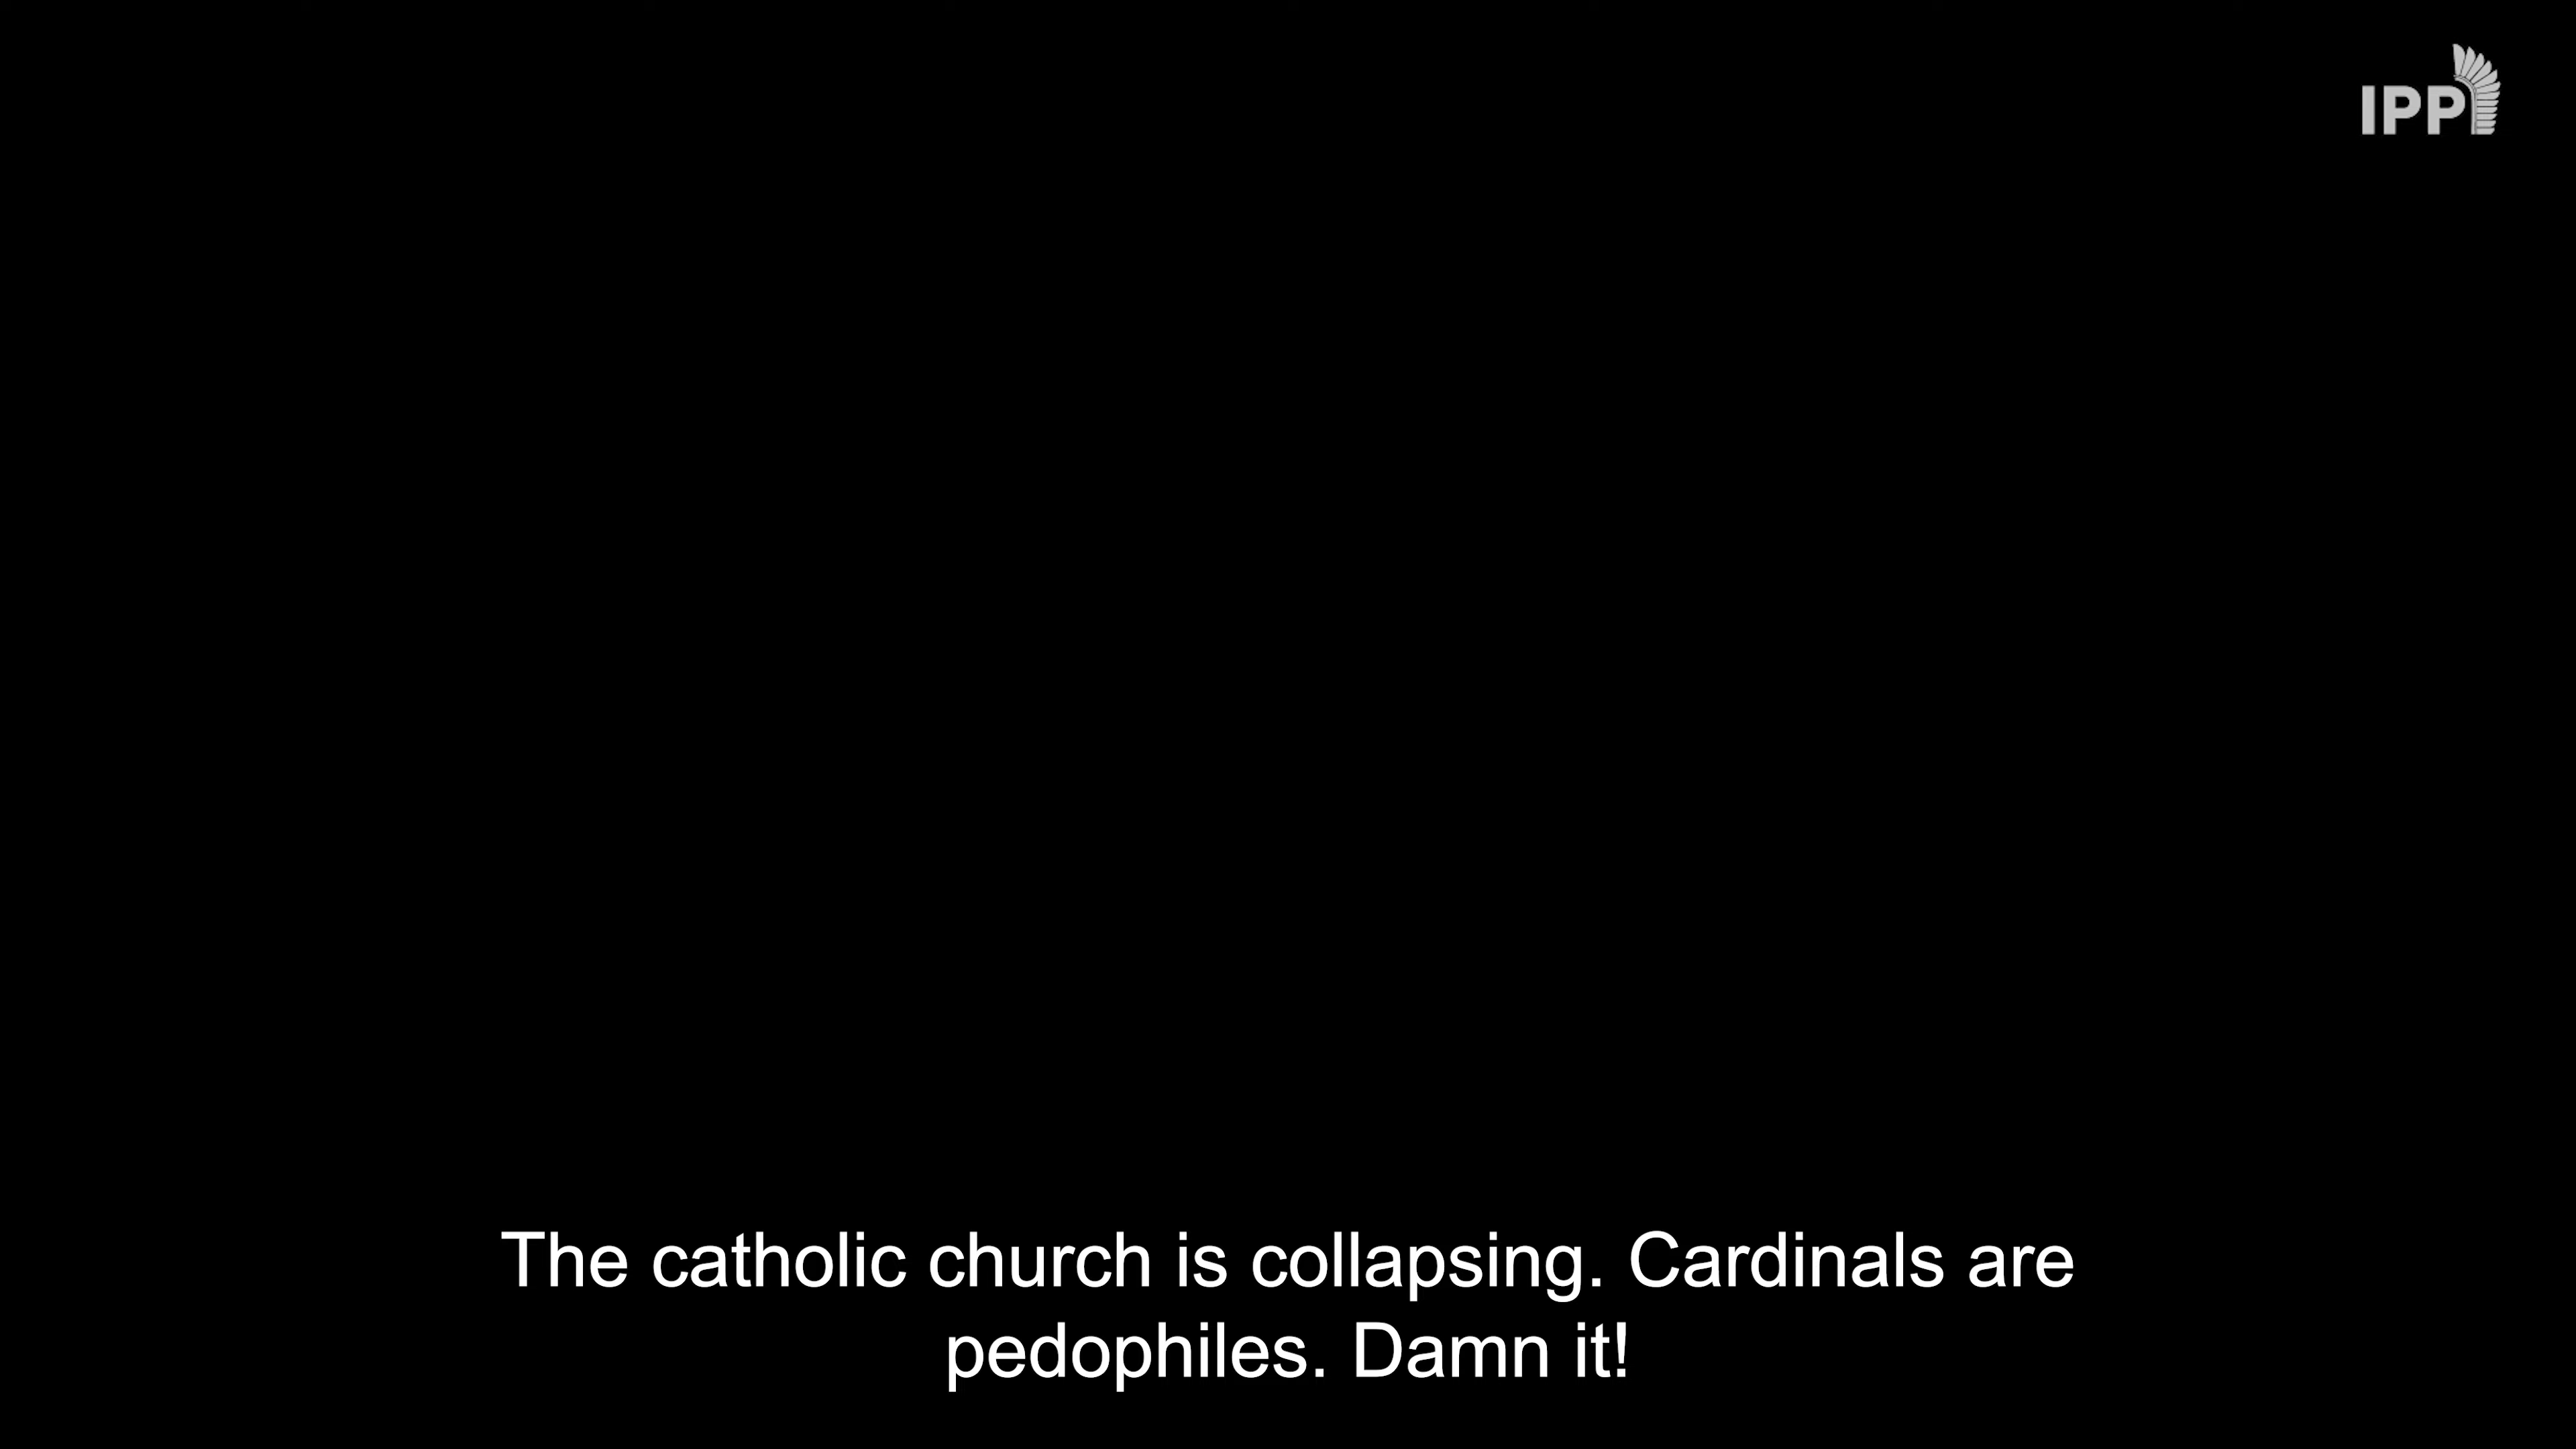 IPP
The catholic church is collapsing. Cardinals are
pedophiles. Damn it!